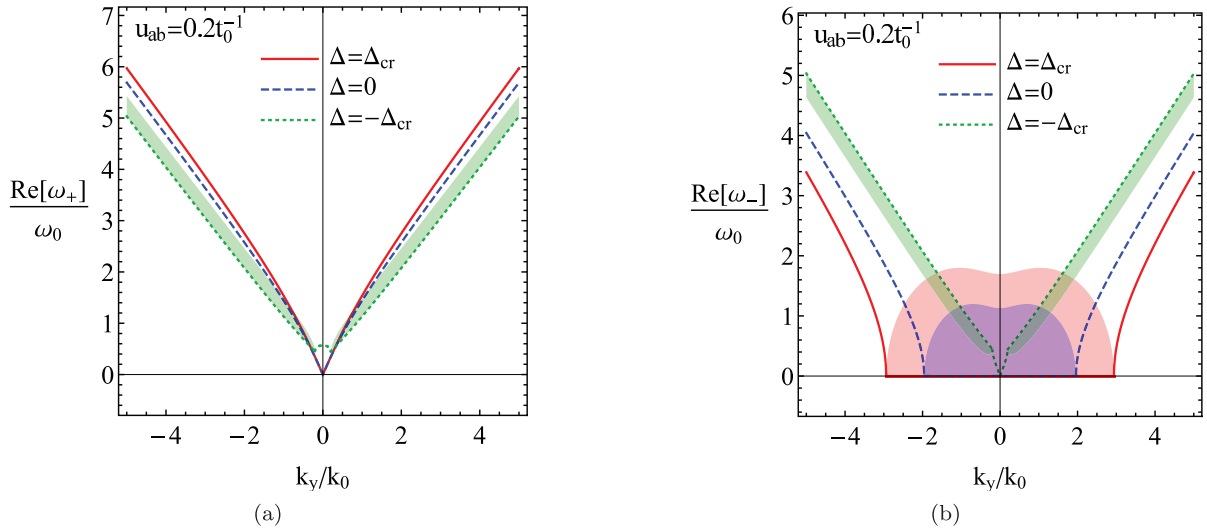 u_ab=0.2t_0^{-1}
Δ=Δ_cr
Δ=0
Δ=-Δ_cr
Re[ω_+]
ω_0
7
6
5
4
3
2
1
0
−4 −2 0 2 4
k_y/k_0
(a)
u_ab=0.2t_0^{-1}
Δ=Δ_cr
Δ=0
Δ=-Δ_cr
Re[ω_−]
ω_0
6
5
4
3
2
1
0
−4 −2 0 2 4
k_y/k_0
(b)